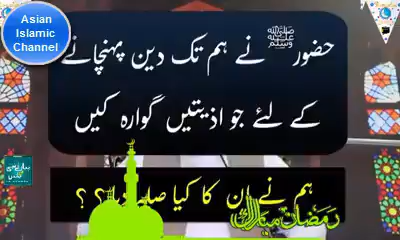 Asian
Islamic
Channel
حضور ﷺ نے ہم تک دین پہنچانے
کے لئے جو اذیتیں گوارہ کیں
ہم نے ان کا کیا صلہ دیا ؟ ؟
رمضان مبارک